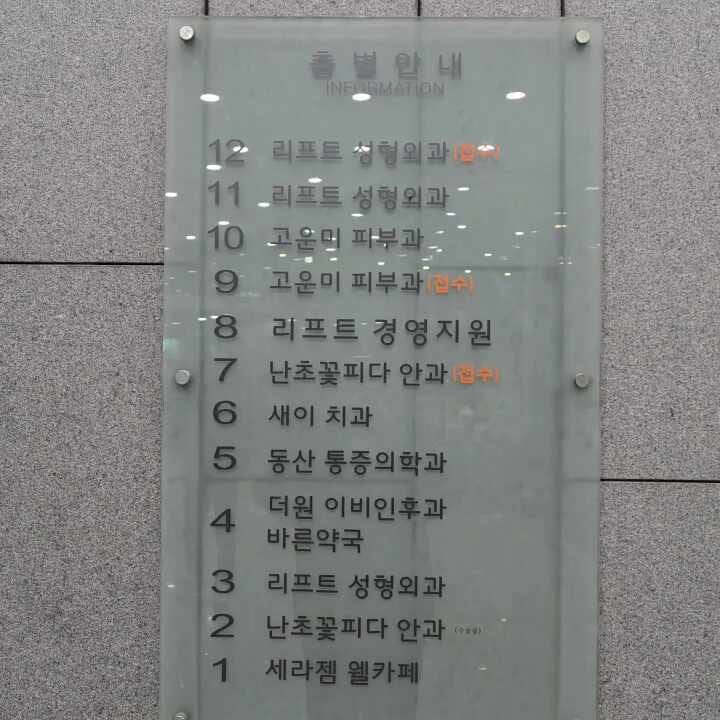 층별안내
INFORMATION
12 리프트 성형외과 (접수)
11 리프트 성형외과
10 고운미 피부과
9 고운미 피부과 (접수)
8 리프트 경영지원
7 난초꽃피다 안과 (접수)
6 새이 치과
5 동산 통증의학과
4 더원 이비인후과
바른약국
3 리프트 성형외과
2 난초꽃피다 안과
1 세라젬 웰카페